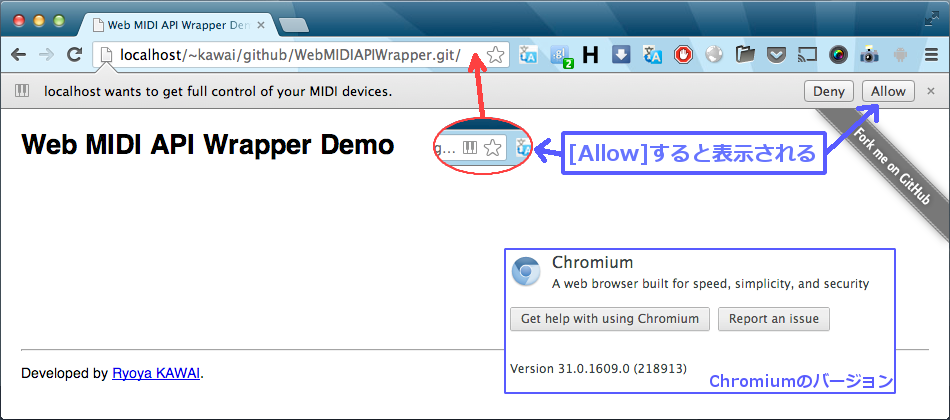 Web MIDI API Wrapper Dem
localhost/~kawai/github/WebMIDIAPIWrapper.git/
H
2
localhost wants to get full control of your MIDI devices.
Deny
Allow
Web MIDI API Wrapper Demo
g...
[Allow]すると表示される
Fork me on GitHub
Chromium
A web browser built for speed, simplicity, and security
Get help with using Chromium
Report an issue
Version 31.0.1609.0 (218913)
Chromiumのバージョン
Developed by Ryoya KAWAI.